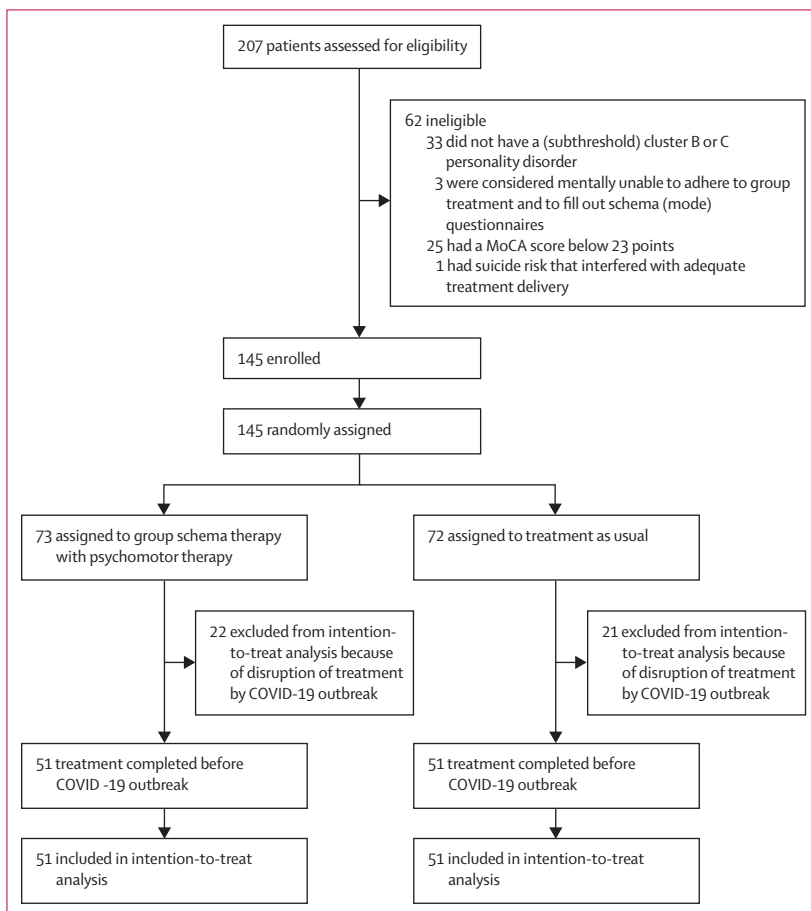 207 patients assessed for eligibility
62 ineligible
33 did not have a (subthreshold) cluster B or C
personality disorder
3 were considered mentally unable to adhere to group
treatment and to fill out schema (mode)
questionnaires
25 had a MoCA score below 23 points
1 had suicide risk that interfered with adequate
treatment delivery
145 enrolled
145 randomly assigned
73 assigned to group schema therapy
with psychomotor therapy
72 assigned to treatment as usual
22 excluded from intention-
to-treat analysis because
of disruption of treatment
by COVID-19 outbreak
21 excluded from intention-
to-treat analysis because
of disruption of treatment
by COVID-19 outbreak
51 treatment completed before
COVID -19 outbreak
51 treatment completed before
COVID-19 outbreak
51 included in intention-to-treat
analysis
51 included in intention-to-treat
analysis